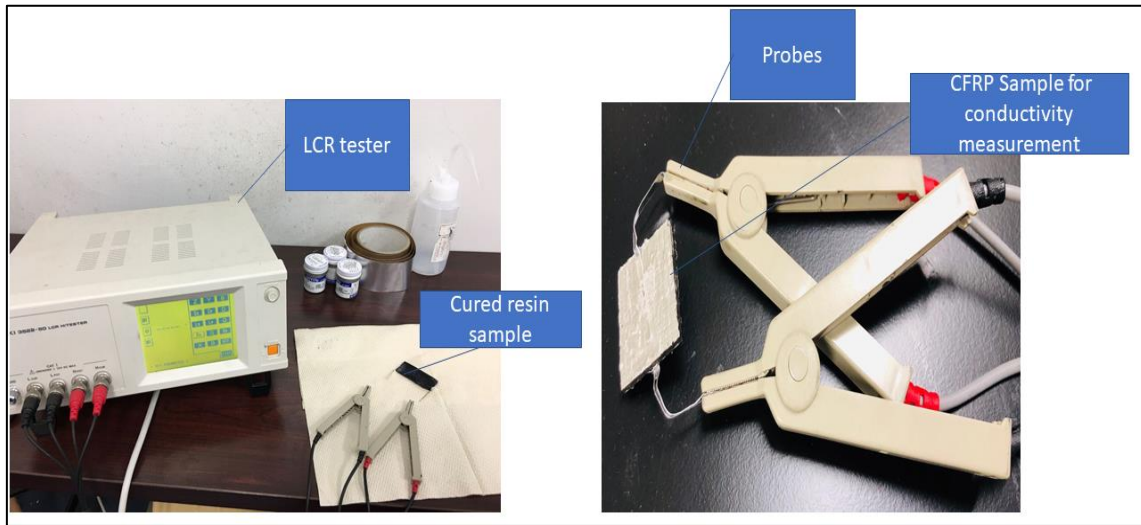 Probes
CFRP Sample for
conductivity
measurement
LCR tester
Cured resin
sample
LCR HiTESTER